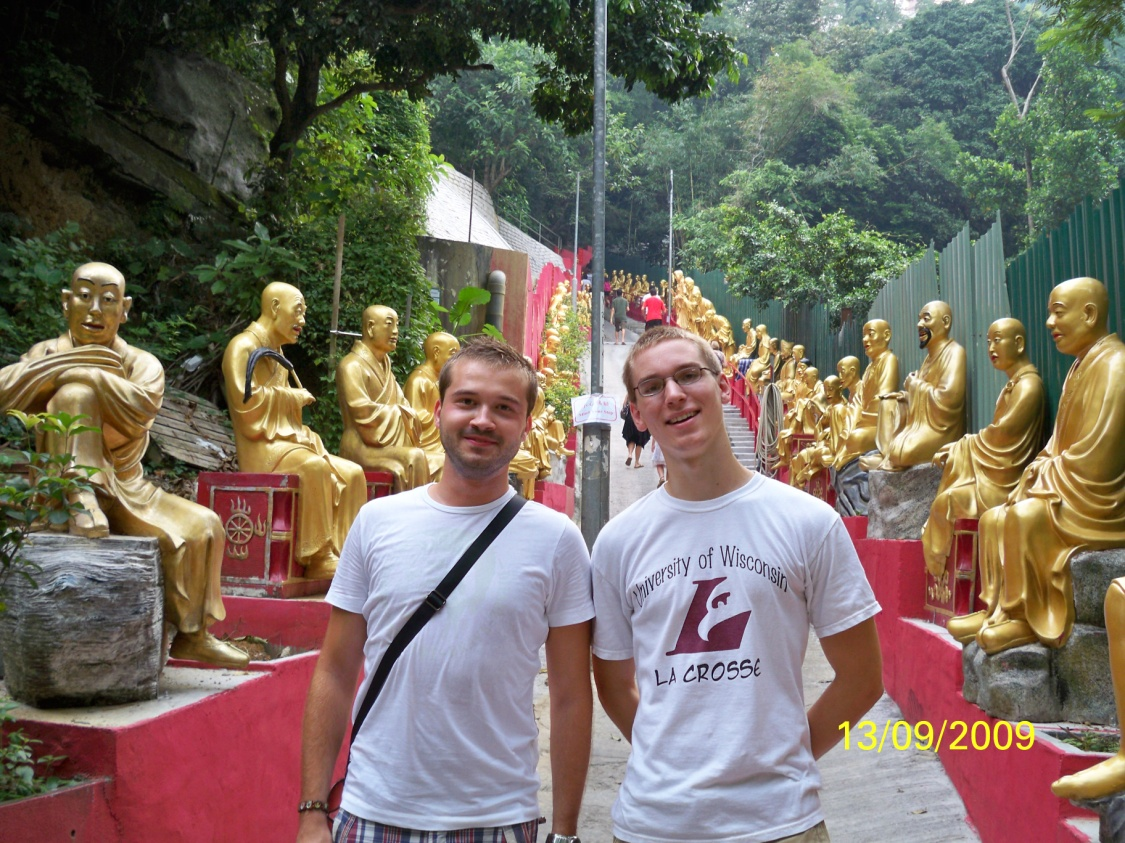 University of Wisconsin
L
LA CROSSE
13/09/2009